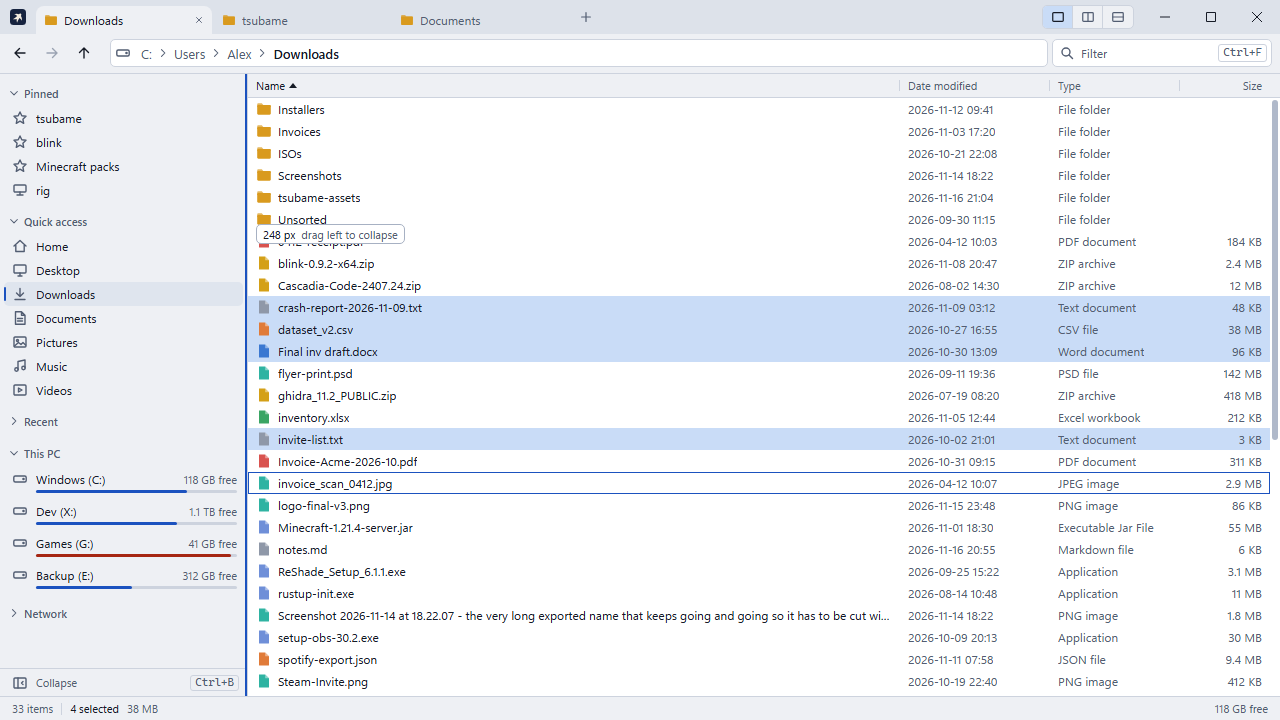 Downloads
tsubame
Documents
C: Users Alex Downloads
Filter Ctrl+F
Pinned
tsubame
blink
Minecraft packs
rig
Quick access
Home
Desktop
Downloads
Documents
Pictures
Music
Videos
Recent
This PC
Windows (C:) 118 GB free
Dev (X:) 1.1 TB free
Games (G:) 41 GB free
Backup (E:) 312 GB free
Network
Collapse Ctrl+B
Name Date modified Type Size
Installers 2026-11-12 09:41 File folder
Invoices 2026-11-03 17:20 File folder
ISOs 2026-10-21 22:08 File folder
Screenshots 2026-11-14 18:22 File folder
tsubame-assets 2026-11-16 21:04 File folder
Unsorted 2026-09-30 11:15 File folder
248 px drag left to collapse
2026-04-12 10:03 PDF document 184 KB
blink-0.9.2-x64.zip 2026-11-08 20:47 ZIP archive 2.4 MB
Cascadia-Code-2407.24.zip 2026-08-02 14:30 ZIP archive 12 MB
crash-report-2026-11-09.txt 2026-11-09 03:12 Text document 48 KB
dataset_v2.csv 2026-10-27 16:55 CSV file 38 MB
Final inv draft.docx 2026-10-30 13:09 Word document 96 KB
flyer-print.psd 2026-09-11 19:36 PSD file 142 MB
ghidra_11.2_PUBLIC.zip 2026-07-19 08:20 ZIP archive 418 MB
inventory.xlsx 2026-11-05 12:44 Excel workbook 212 KB
invite-list.txt 2026-10-02 21:01 Text document 3 KB
Invoice-Acme-2026-10.pdf 2026-10-31 09:15 PDF document 311 KB
invoice_scan_0412.jpg 2026-04-12 10:07 JPEG image 2.9 MB
logo-final-v3.png 2026-11-15 23:48 PNG image 86 KB
Minecraft-1.21.4-server.jar 2026-11-01 18:30 Executable Jar File 55 MB
notes.md 2026-11-16 20:55 Markdown file 6 KB
ReShade_Setup_6.1.1.exe 2026-09-25 15:22 Application 3.1 MB
rustup-init.exe 2026-08-14 10:48 Application 11 MB
Screenshot 2026-11-14 at 18.22.07 - the very long exported name that keeps going and going so it has to be cut wi... 2026-11-14 18:22 PNG image 1.8 MB
setup-obs-30.2.exe 2026-10-09 20:13 Application 30 MB
spotify-export.json 2026-11-11 07:58 JSON file 9.4 MB
Steam-Invite.png 2026-10-19 22:40 PNG image 412 KB
33 items 4 selected 38 MB 118 GB free